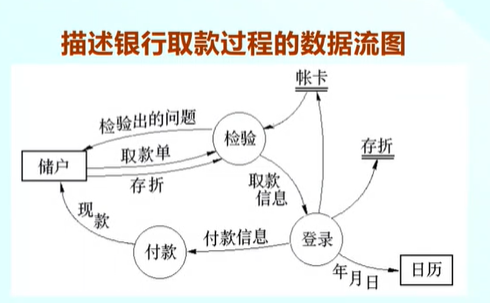 描述银行取款过程的数据流图
帐卡
检验出的问题
检验
存折
储户
取款单
存折
取款
信息
现款
付款
付款信息
登录
年月日
日历